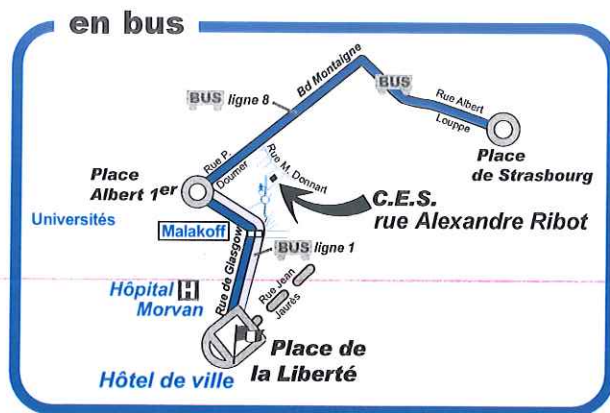 en bus
Bd Montaigne
BUS
BUS ligne 8
Rue Albert
Louppe
Place
de Strasbourg
Rue P.
Doumer
Rue M. Donnart
Place
Albert 1er
C.E.S.
rue Alexandre Ribot
Universités
Malakoff
BUS ligne 1
Rue de Glasgow
Rue Jean
Jaurès
Hôpital H
Morvan
Place de
la Liberté
Hôtel de ville